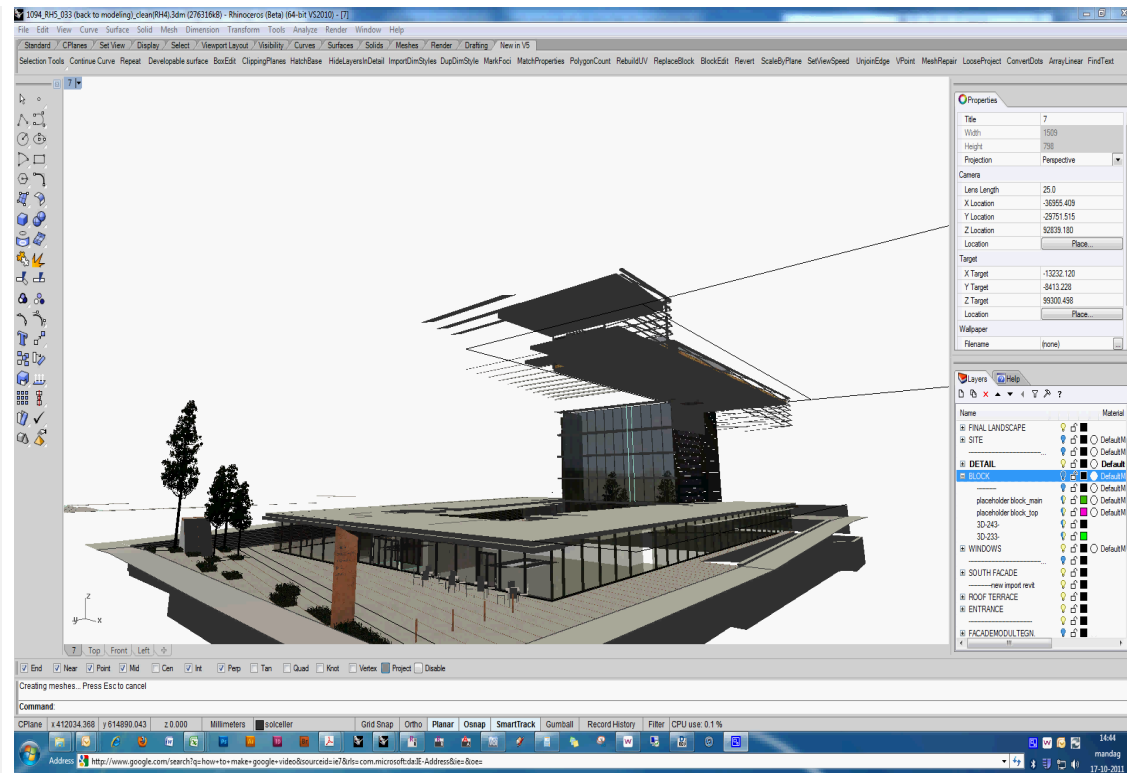 1094_RH5_033 (back to modeling)_clean(RH4).3dm (276316kB) - Rhinoceros (Beta) (64-bit VS2010) - [7]
File Edit View Curve Surface Solid Mesh Dimension Transform Tools Analyze Render Window Help
Standard CPlanes Set View Display Select Viewport Layout Visibility Curves Surfaces Solids Meshes Render Drafting New in V5
Selection Tools Continue Curve Repeat Developable surface BoxEdit ClippingPlanes HatchBase HideLayersInDetail ImportDimStyles DupDimStyle MarkFoci MatchProperties PolygonCount RebuildUV ReplaceBlock BlockEdit Revert ScaleByPlane SetViewSpeed UnjoinEdge VPoint MeshRepair LooseProject ConvertDots ArrayLinear FindText
7
Properties
Title 7
Width 1509
Height 798
Projection Perspective
Camera
Lens Length 25.0
X Location -36955.409
Y Location -29751.515
Z Location 92839.180
Location Place...
Target
X Target -13232.120
Y Target -8413.228
Z Target 99300.498
Location Place...
Wallpaper
Filename (none) ...
Layers Help
Name Material
FINAL LANDSCAPE
SITE DefaultM
DefaultM
DETAIL Default
BLOCK DefaultM
DefaultM
placeholder block_main DefaultM
placeholder block_top DefaultM
3D-243-
3D-233-
WINDOWS DefaultM
SOUTH FACADE
----------new import revit
ROOF TERRACE
ENTRANCE
FACADEMODULTEGN.
z
y x
7 Top Front Left
End Near Point Mid Cen Int Perp Tan Quad Knot Vertex Project Disable
Creating meshes... Press Esc to cancel
Command:
CPlane x 412034.368 y 614890.043 z 0.000 Millimeters solceller Grid Snap Ortho Planar Osnap SmartTrack Gumball Record History Filter CPU use: 0.1 %
14:44
Address http://www.google.com/search?q=how+to+make+google+video&sourceid=ie7&rls=com.microsoft:da:IE-Address&ie=&oe= mandag
17-10-2011